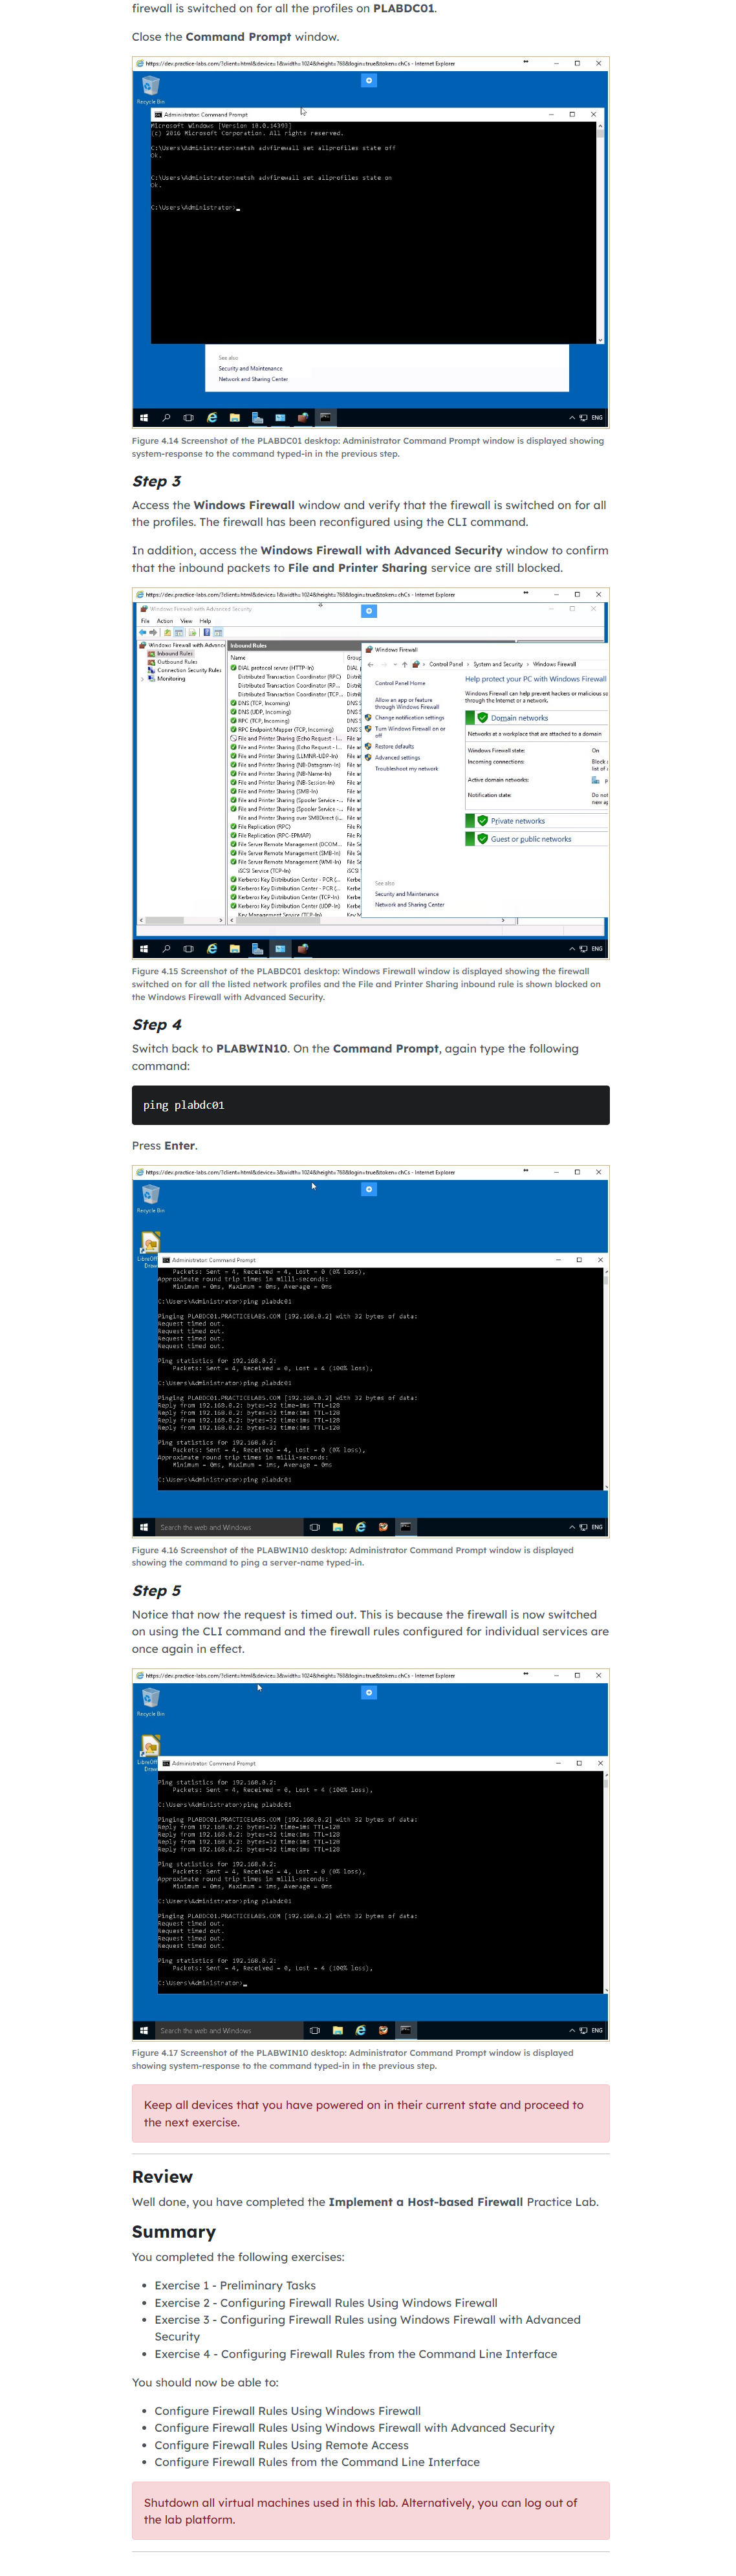 firewall is switched on for all the profiles on PLABDC01.
Close the Command Prompt window.
https://dev.practice-labs.com/?client=html&device=1&width=1024&height=768&login=true&token=chCs - Internet Explorer
Recycle Bin
Administrator: Command Prompt
Microsoft Windows [Version 10.0.14393]
(c) 2016 Microsoft Corporation. All rights reserved.
C:\Users\Administrator>netsh advfirewall set allprofiles state off
Ok.
C:\Users\Administrator>netsh advfirewall set allprofiles state on
Ok.
C:\Users\Administrator>
See also
Security and Maintenance
Network and Sharing Center
ENG
Figure 4.14 Screenshot of the PLABDC01 desktop: Administrator Command Prompt window is displayed showing
system-response to the command typed-in in the previous step.
Step 3
Access the Windows Firewall window and verify that the firewall is switched on for all
the profiles. The firewall has been reconfigured using the CLI command.
In addition, access the Windows Firewall with Advanced Security window to confirm
that the inbound packets to File and Printer Sharing service are still blocked.
https://dev.practice-labs.com/?client=html&device=1&width=1024&height=768&login=true&token=chCs - Internet Explorer
Windows Firewall with Advanced Security
File Action View Help
Windows Firewall with Advanc
Inbound Rules
Outbound Rules
Connection Security Rules
Monitoring
Inbound Rules
Name Group
DIAL protocol server (HTTP-In)
Distributed Transaction Coordinator (RPC)
Distributed Transaction Coordinator (RP...
Distributed Transaction Coordinator (TCP...
DNS (TCP, Incoming)
DNS (UDP, Incoming)
RPC (TCP, Incoming)
RPC Endpoint Mapper (TCP, Incoming)
File and Printer Sharing (Echo Request - I...
File and Printer Sharing (Echo Request - I...
File and Printer Sharing (LLMNR-UDP-In)
File and Printer Sharing (NB-Datagram-In)
File and Printer Sharing (NB-Name-In)
File and Printer Sharing (NB-Session-In)
File and Printer Sharing (SMB-In)
File and Printer Sharing (Spooler Service -...
File and Printer Sharing (Spooler Service -...
File and Printer Sharing over SMBDirect (i...
File Replication (RPC)
File Replication (RPC-EPMAP)
File Server Remote Management (DCOM...
File Server Remote Management (SMB-In)
File Server Remote Management (WMI-In)
iSCSI Service (TCP-In)
Kerberos Key Distribution Center - PCR (...
Kerberos Key Distribution Center - PCR (...
Kerberos Key Distribution Center (TCP-In)
Kerberos Key Distribution Center (UDP-In)
Key Management Service (TCP-In)
Windows Firewall
Control Panel > System and Security > Windows Firewall
Control Panel Home
Allow an app or feature
through Windows Firewall
Change notification settings
Turn Windows Firewall on or
off
Restore defaults
Advanced settings
Troubleshoot my network
See also
Security and Maintenance
Network and Sharing Center
Help protect your PC with Windows Firewall
Windows Firewall can help prevent hackers or malicious so
through the Internet or a network.
Domain networks
Networks at a workplace that are attached to a domain
Windows Firewall state: On
Incoming connections: Block
list of
Active domain networks:
Notification state: Do not
new ap
Private networks
Guest or public networks
ENG
Figure 4.15 Screenshot of the PLABDC01 desktop: Windows Firewall window is displayed showing the firewall
switched on for all the listed network profiles and the File and Printer Sharing inbound rule is shown blocked on
the Windows Firewall with Advanced Security.
Step 4
Switch back to PLABWIN10. On the Command Prompt, again type the following
command:
ping plabdc01
Press Enter.
https://dev.practice-labs.com/?client=html&device=3&width=1024&height=768&login=true&token=chCs - Internet Explorer
Recycle Bin
LibreOff
Draw
Administrator: Command Prompt
Packets: Sent = 4, Received = 4, Lost = 0 (0% loss),
Approximate round trip times in milli-seconds:
Minimum = 0ms, Maximum = 0ms, Average = 0ms
C:\Users\Administrator>ping plabdc01
Pinging PLABDC01.PRACTICELABS.COM [192.168.0.2] with 32 bytes of data:
Request timed out.
Request timed out.
Request timed out.
Request timed out.
Ping statistics for 192.168.0.2:
Packets: Sent = 4, Received = 0, Lost = 4 (100% loss),
C:\Users\Administrator>ping plabdc01
Pinging PLABDC01.PRACTICELABS.COM [192.168.0.2] with 32 bytes of data:
Reply from 192.168.0.2: bytes=32 time=1ms TTL=128
Reply from 192.168.0.2: bytes=32 time<1ms TTL=128
Reply from 192.168.0.2: bytes=32 time<1ms TTL=128
Reply from 192.168.0.2: bytes=32 time<1ms TTL=128
Ping statistics for 192.168.0.2:
Packets: Sent = 4, Received = 4, Lost = 0 (0% loss),
Approximate round trip times in milli-seconds:
Minimum = 0ms, Maximum = 1ms, Average = 0ms
C:\Users\Administrator>ping plabdc01
Search the web and Windows
ENG
Figure 4.16 Screenshot of the PLABWIN10 desktop: Administrator Command Prompt window is displayed
showing the command to ping a server-name typed-in.
Step 5
Notice that now the request is timed out. This is because the firewall is now switched
on using the CLI command and the firewall rules configured for individual services are
once again in effect.
https://dev.practice-labs.com/?client=html&device=3&width=1024&height=768&login=true&token=chCs - Internet Explorer
Recycle Bin
LibreOff
Draw
Administrator: Command Prompt
Ping statistics for 192.168.0.2:
Packets: Sent = 4, Received = 0, Lost = 4 (100% loss),
C:\Users\Administrator>ping plabdc01
Pinging PLABDC01.PRACTICELABS.COM [192.168.0.2] with 32 bytes of data:
Reply from 192.168.0.2: bytes=32 time=1ms TTL=128
Reply from 192.168.0.2: bytes=32 time<1ms TTL=128
Reply from 192.168.0.2: bytes=32 time<1ms TTL=128
Reply from 192.168.0.2: bytes=32 time<1ms TTL=128
Ping statistics for 192.168.0.2:
Packets: Sent = 4, Received = 4, Lost = 0 (0% loss),
Approximate round trip times in milli-seconds:
Minimum = 0ms, Maximum = 1ms, Average = 0ms
C:\Users\Administrator>ping plabdc01
Pinging PLABDC01.PRACTICELABS.COM [192.168.0.2] with 32 bytes of data:
Request timed out.
Request timed out.
Request timed out.
Request timed out.
Ping statistics for 192.168.0.2:
Packets: Sent = 4, Received = 0, Lost = 4 (100% loss),
C:\Users\Administrator>
Search the web and Windows
ENG
Figure 4.17 Screenshot of the PLABWIN10 desktop: Administrator Command Prompt window is displayed
showing system-response to the command typed-in in the previous step.
Keep all devices that you have powered on in their current state and proceed to
the next exercise.
Review
Well done, you have completed the Implement a Host-based Firewall Practice Lab.
Summary
You completed the following exercises:
• Exercise 1 - Preliminary Tasks
• Exercise 2 - Configuring Firewall Rules Using Windows Firewall
• Exercise 3 - Configuring Firewall Rules using Windows Firewall with Advanced
Security
• Exercise 4 - Configuring Firewall Rules from the Command Line Interface
You should now be able to:
• Configure Firewall Rules Using Windows Firewall
• Configure Firewall Rules Using Windows Firewall with Advanced Security
• Configure Firewall Rules Using Remote Access
• Configure Firewall Rules from the Command Line Interface
Shutdown all virtual machines used in this lab. Alternatively, you can log out of
the lab platform.